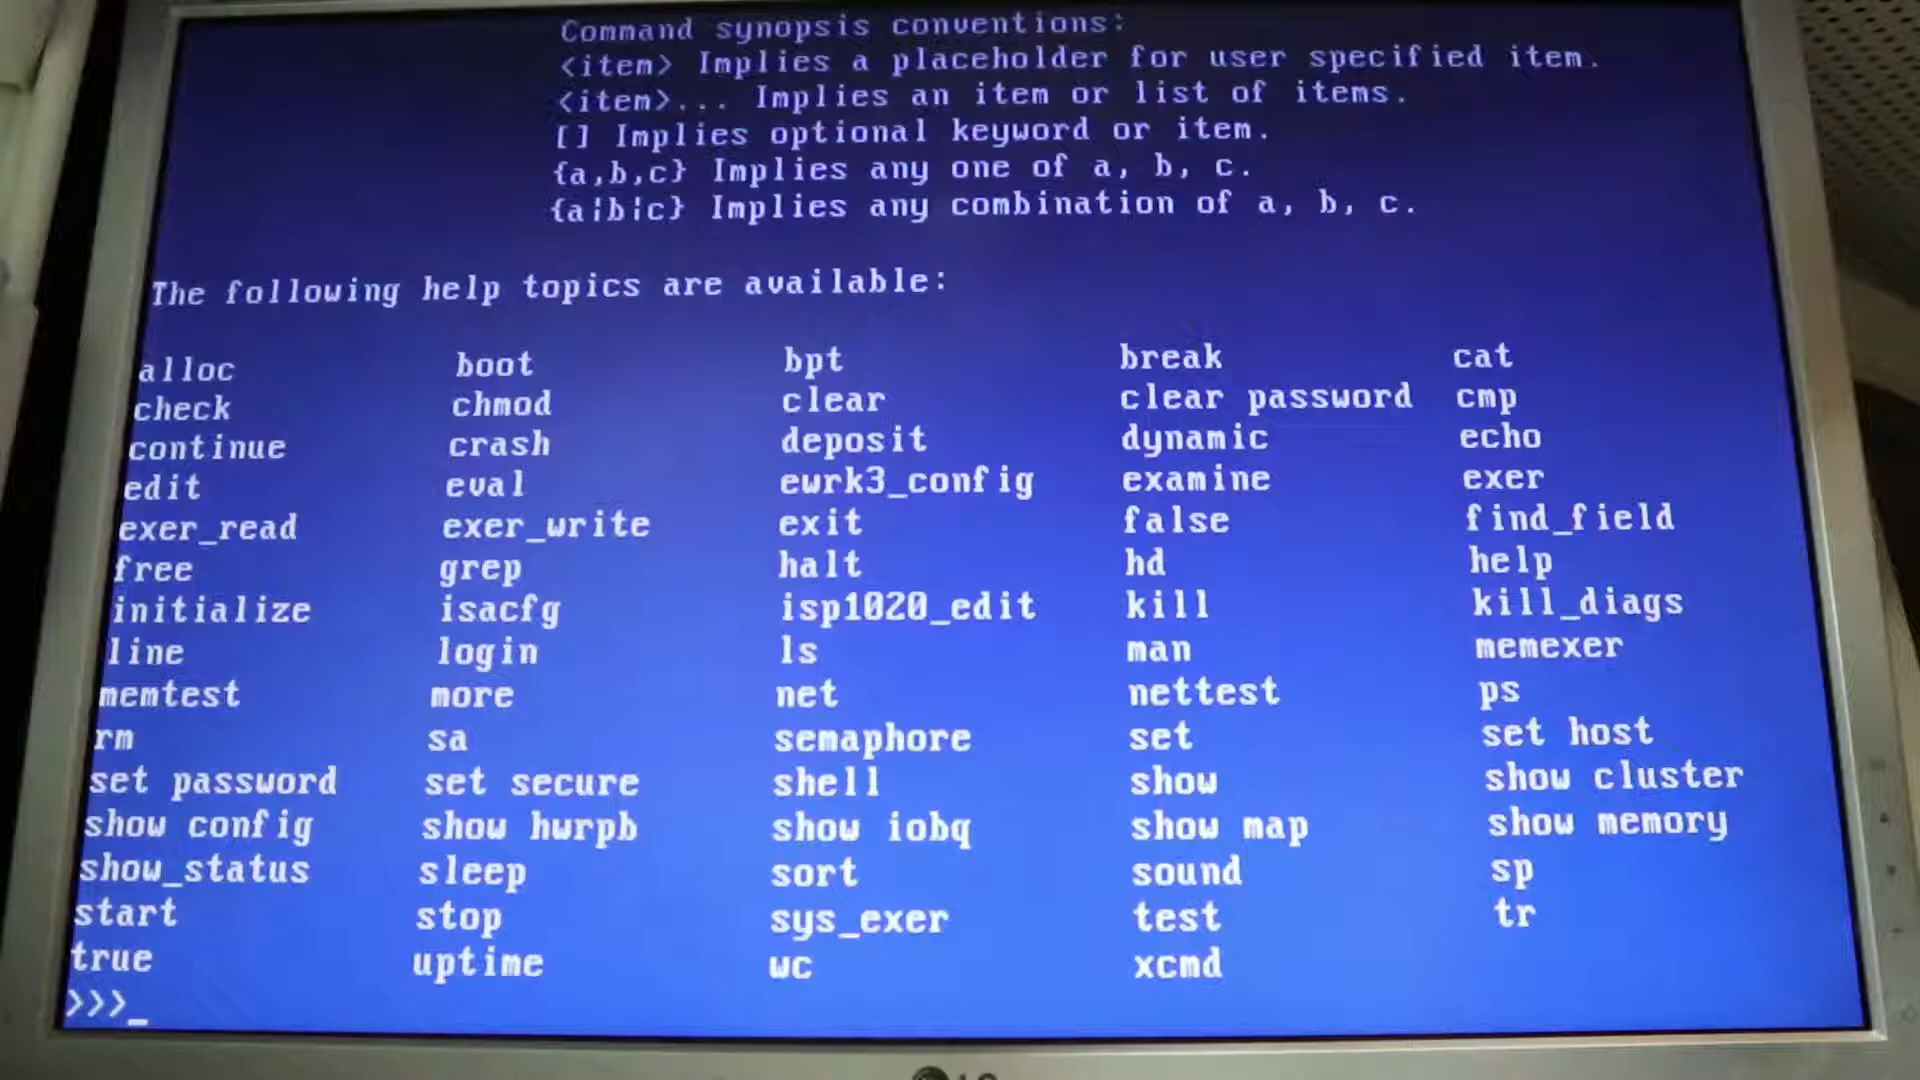 Command synopsis conventions:
<item> Implies a placeholder for user specified item.
<item>... Implies an item or list of items.
[] Implies optional keyword or item.
{a,b,c} Implies any one of a, b, c.
{a¦b¦c} Implies any combination of a, b, c.
The following help topics are available:
alloc boot bpt break cat
check chmod clear clear password cmp
continue crash deposit dynamic echo
edit eval ewrk3_config examine exer
exer_read exer_write exit false find_field
free grep halt hd help
initialize isacfg isp1020_edit kill kill_diags
line login ls man memexer
memtest more net nettest ps
rm sa semaphore set set host
set password set secure shell show show cluster
show config show hwrpb show iobq show map show memory
show_status sleep sort sound sp
start stop sys_exer test tr
true uptime wc xcmd
>>>_